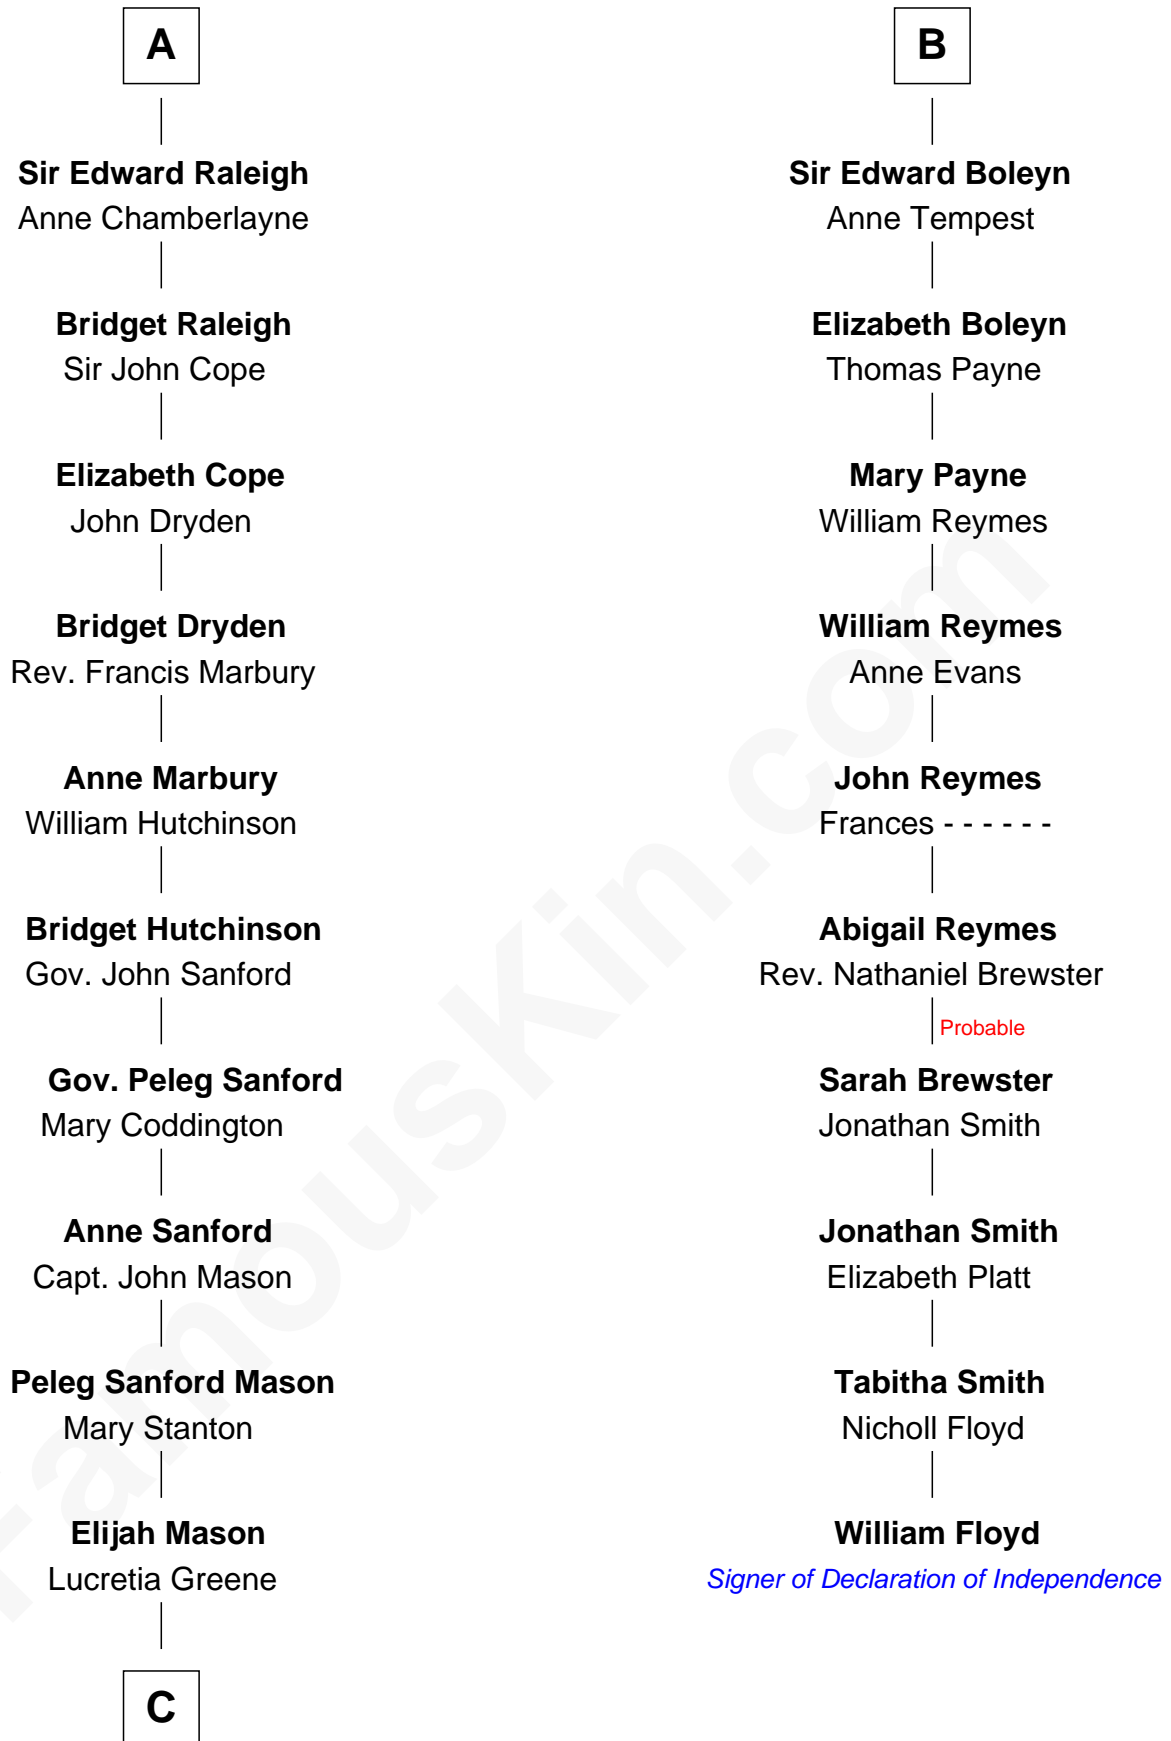 A
Sir Edward Raleigh
Anne Chamberlayne
Bridget Raleigh
Sir John Cope
Elizabeth Cope
John Dryden
Bridget Dryden
Rev. Francis Marbury
Anne Marbury
William Hutchinson
Bridget Hutchinson
Gov. John Sanford
Gov. Peleg Sanford
Mary Coddington
Anne Sanford
Capt. John Mason
Peleg Sanford Mason
Mary Stanton
Elijah Mason
Lucretia Greene
C
B
Sir Edward Boleyn
Anne Tempest
Elizabeth Boleyn
Thomas Payne
Mary Payne
William Reymes
William Reymes
Anne Evans
John Reymes
Frances - - - - - -
Abigail Reymes
Rev. Nathaniel Brewster
Probable
Sarah Brewster
Jonathan Smith
Jonathan Smith
Elizabeth Platt
Tabitha Smith
Nicholl Floyd
William Floyd
Signer of Declaration of Independence
FamousKin.com